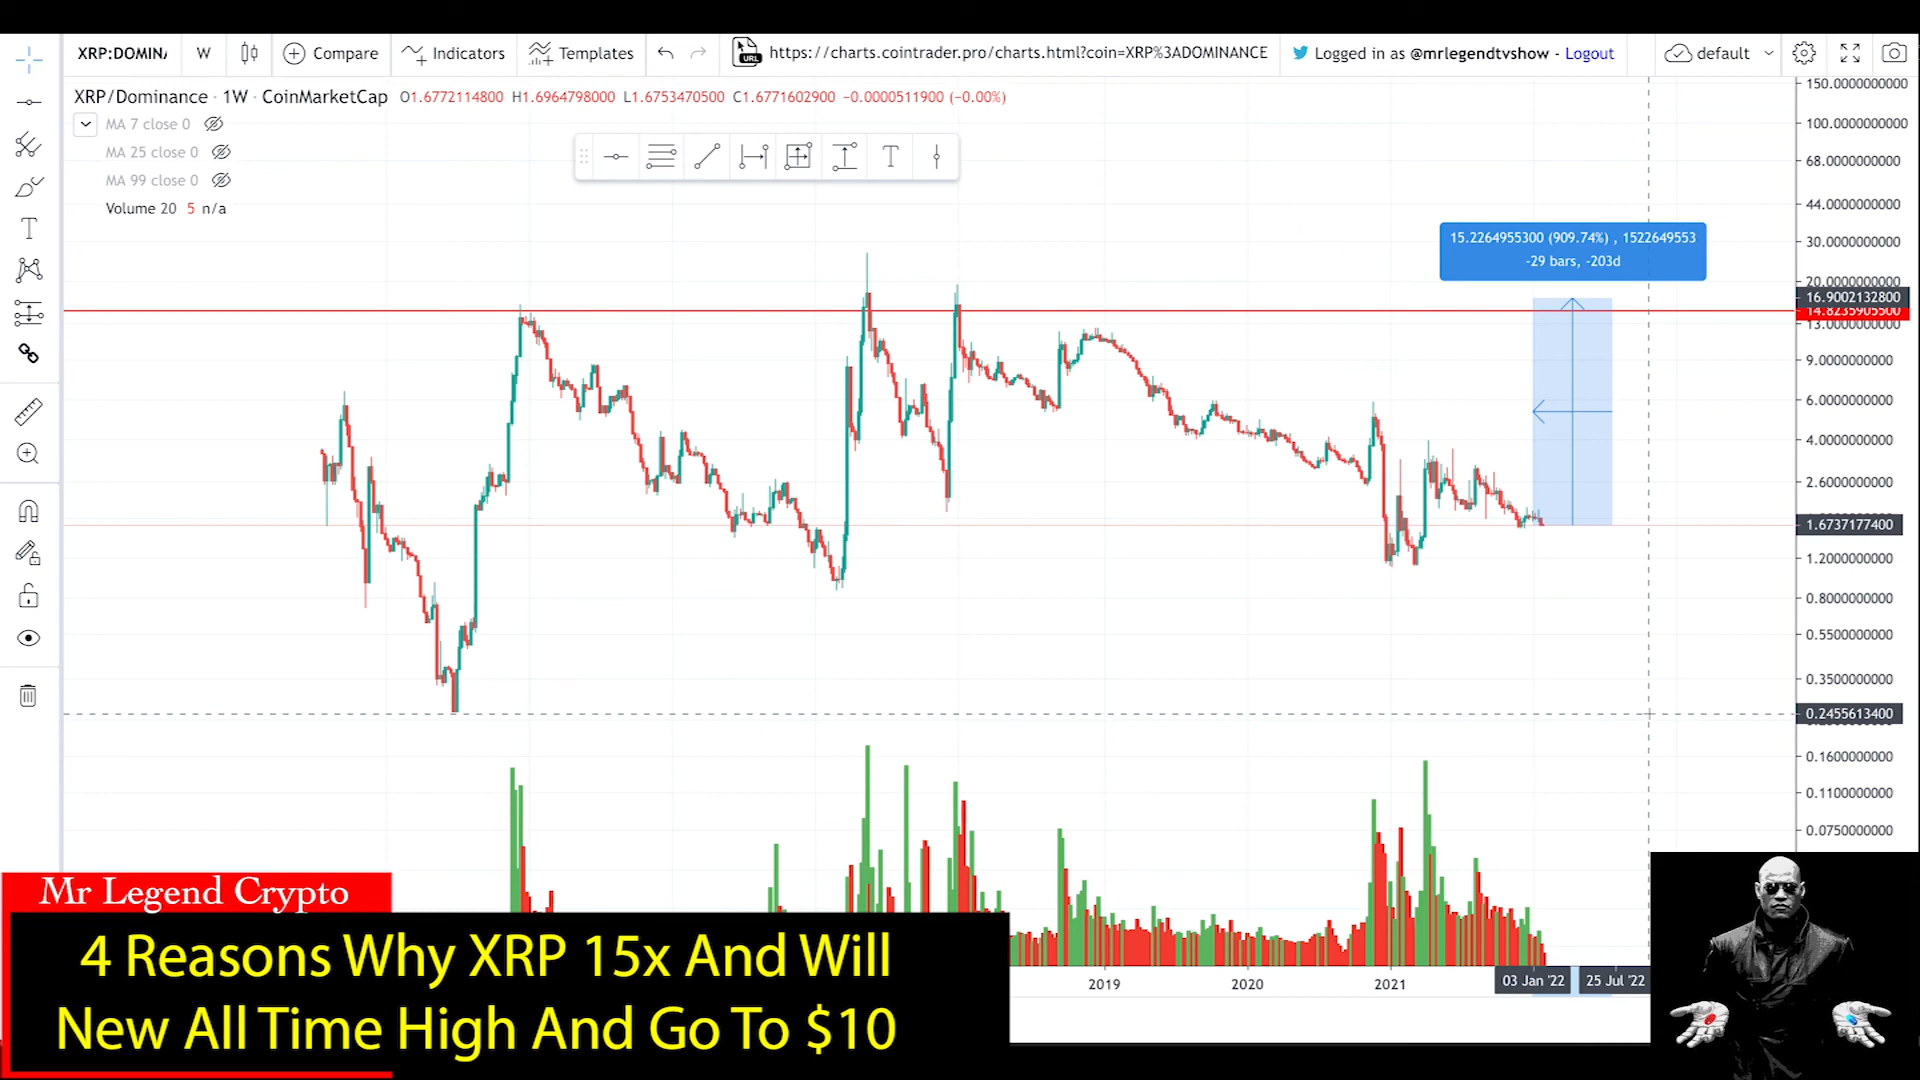 XRP:DOMINA W Compare Indicators Templates URL https://charts.cointrader.pro/charts.html?coin=XRP%3ADOMINANCE Logged in as @mrlegendtvshow - Logout default
XRP/Dominance · 1W · CoinMarketCap O1.6772114800 H1.6964798000 L1.6753470500 C1.6771602900 −0.0000511900 (−0.00%)
MA 7 close 0
MA 25 close 0
MA 99 close 0
Volume 20 5 n/a
15.2264955300 (909.74%) , 1522649553
-29 bars, -203d
150.0000000000
100.0000000000
68.0000000000
44.0000000000
30.0000000000
20.0000000000
16.9002132800
14.8235905500
13.0000000000
9.0000000000
6.0000000000
4.0000000000
2.6000000000
1.6737177400
1.2000000000
0.8000000000
0.5500000000
0.3500000000
0.2455613400
0.1600000000
0.1100000000
0.0750000000
2019 2020 2021 03 Jan '22 25 Jul '22
Mr Legend Crypto
4 Reasons Why XRP 15x And Will
New All Time High And Go To $10